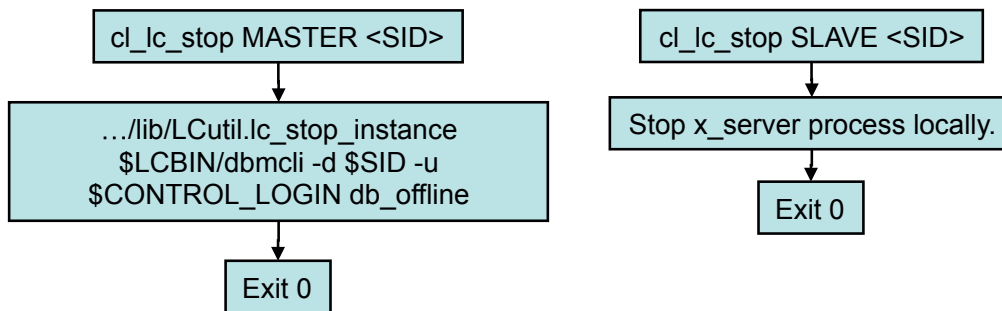 cl_lc_stop MASTER <SID>
…/lib/LCutil.lc_stop_instance
$LCBIN/dbmcli -d $SID -u
$CONTROL_LOGIN db_offline
Exit 0
cl_lc_stop SLAVE <SID>
Stop x_server process locally.
Exit 0